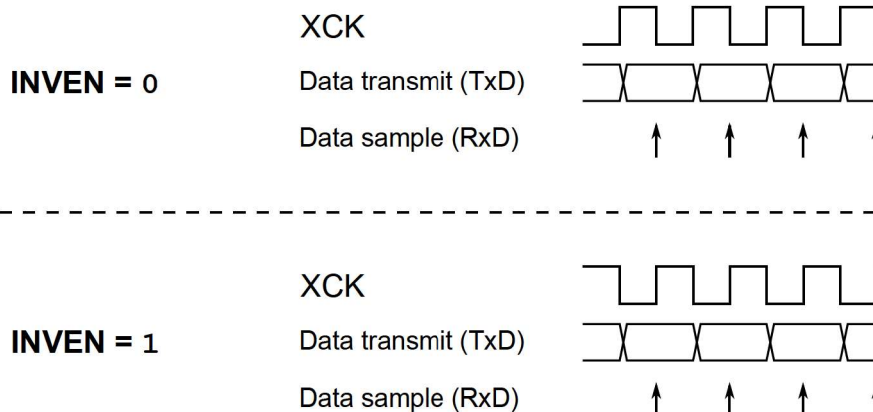 XCK
INVEN = 0
Data transmit (TxD)
Data sample (RxD)
XCK
INVEN = 1
Data transmit (TxD)
Data sample (RxD)